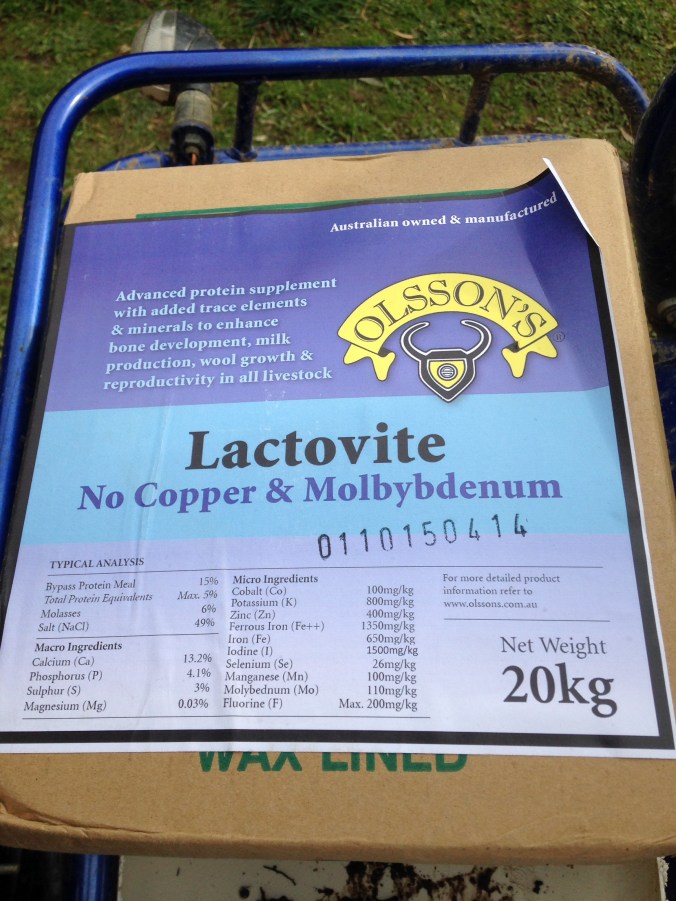 Australian owned & manufactured
Advanced protein supplement
with added trace elements
& minerals to enhance
bone development, milk
production, wool growth &
reproductivity in all livestock
OLSSON'S
®
Lactovite
No Copper & Molbybdenum
0110150414
TYPICAL ANALYSIS
Bypass Protein Meal 15%
Total Protein Equivalents Max. 5%
Molasses 6%
Salt (NaCl) 49%
Macro Ingredients
Calcium (Ca) 13.2%
Phosphorus (P) 4.1%
Sulphur (S) 3%
Magnesium (Mg) 0.03%
Micro Ingredients
Cobalt (Co) 100mg/kg
Potassium (K) 800mg/kg
Zinc (Zn) 400mg/kg
Ferrous Iron (Fe++) 1350mg/kg
Iron (Fe) 650mg/kg
Iodine (I) 1500mg/kg
Selenium (Se) 26mg/kg
Manganese (Mn) 100mg/kg
Molybednum (Mo) 110mg/kg
Fluorine (F) Max. 200mg/kg
For more detailed product
information refer to
www.olssons.com.au
Net Weight
20kg
WAX LINED